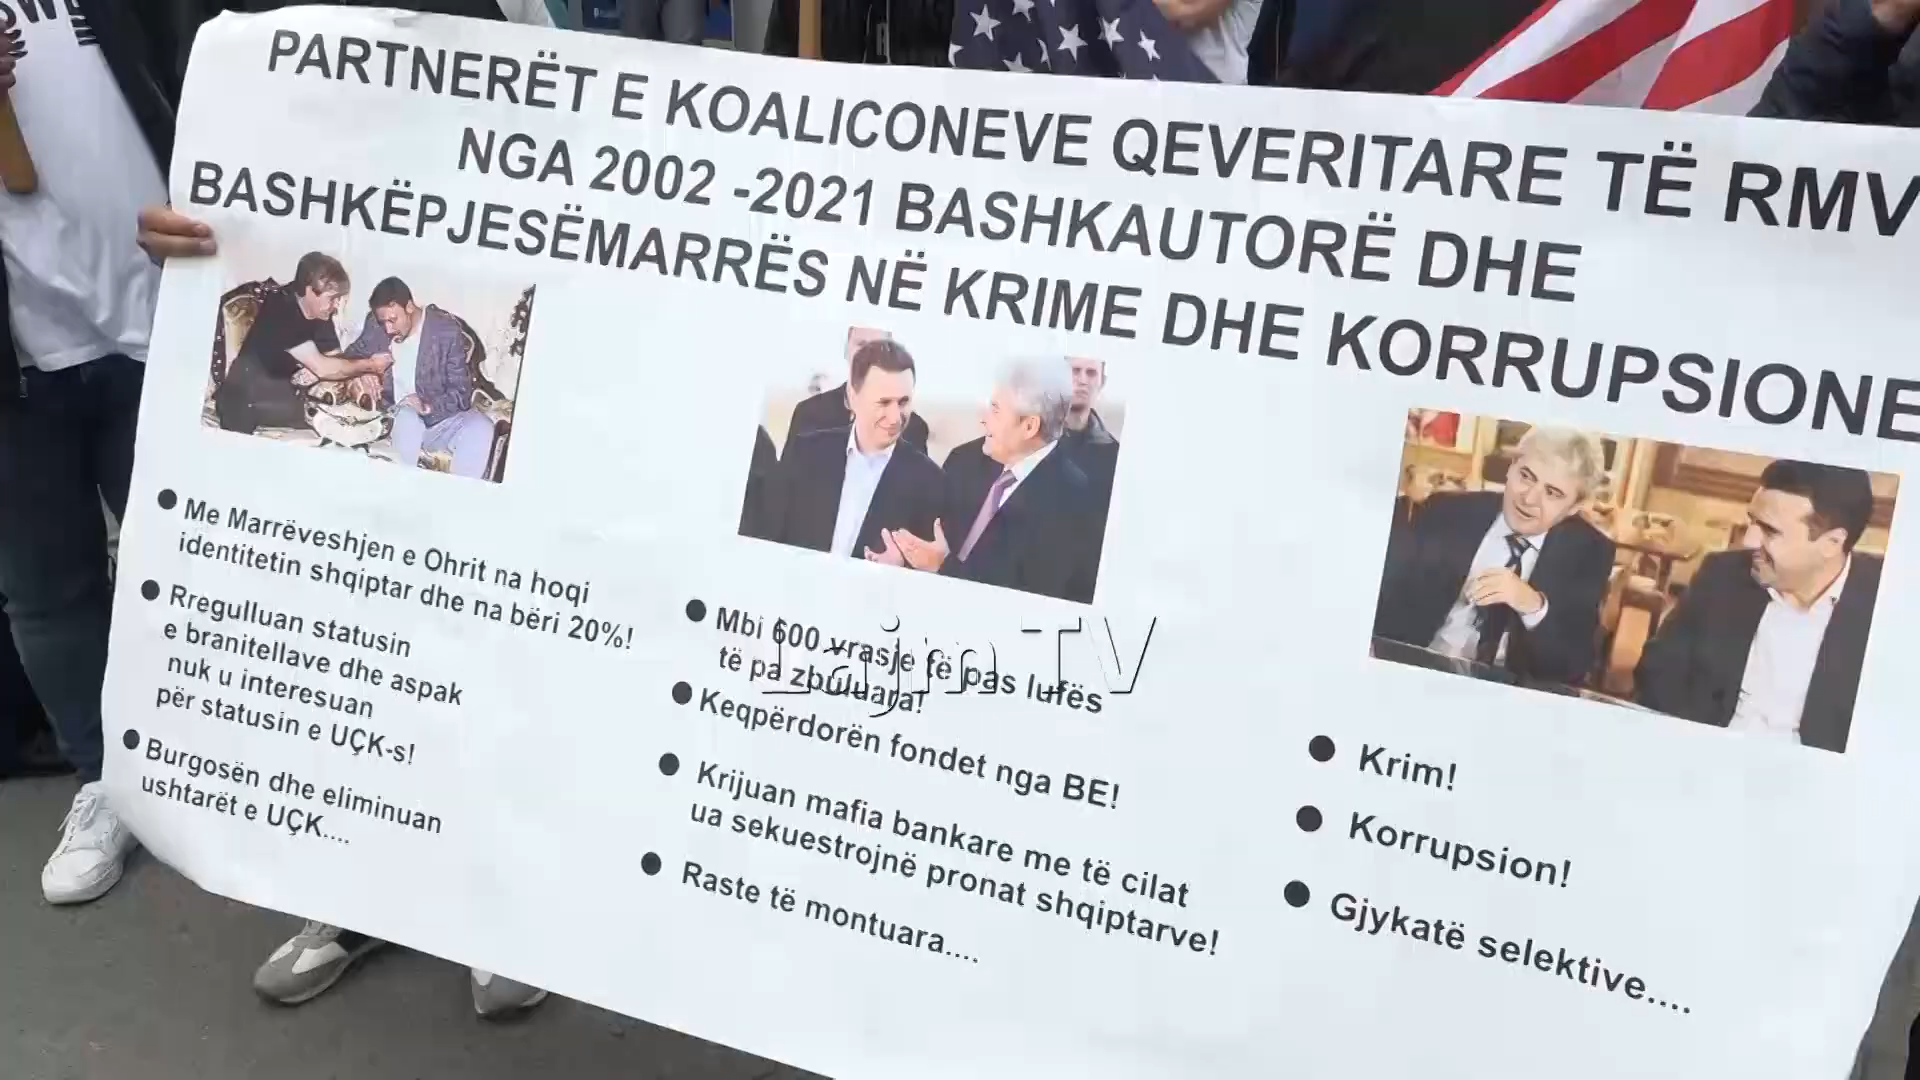 PARTNERËT E KOALICONEVE QEVERITARE TË RMV
NGA 2002 -2021 BASHKAUTORË DHE
BASHKËPJESËMARRËS NË KRIME DHE KORRUPSIONE
● Me Marrëveshjen e Ohrit na hoqi
identitetin shqiptar dhe na bëri 20%!
● Rregulluan statusin
e branitellave dhe aspak
nuk u interesuan
për statusin e UÇK-s!
● Burgosën dhe eliminuan
ushtarët e UÇK....
● Mbi 600 vrasje të pas luftës
të pa zbuluara!
● Keqpërdorën fondet nga BE!
● Krijuan mafia bankare me të cilat
ua sekuestrojnë pronat shqiptarve!
● Raste të montuara....
● Krim!
● Korrupsion!
● Gjykatë selektive....
Lajm TV